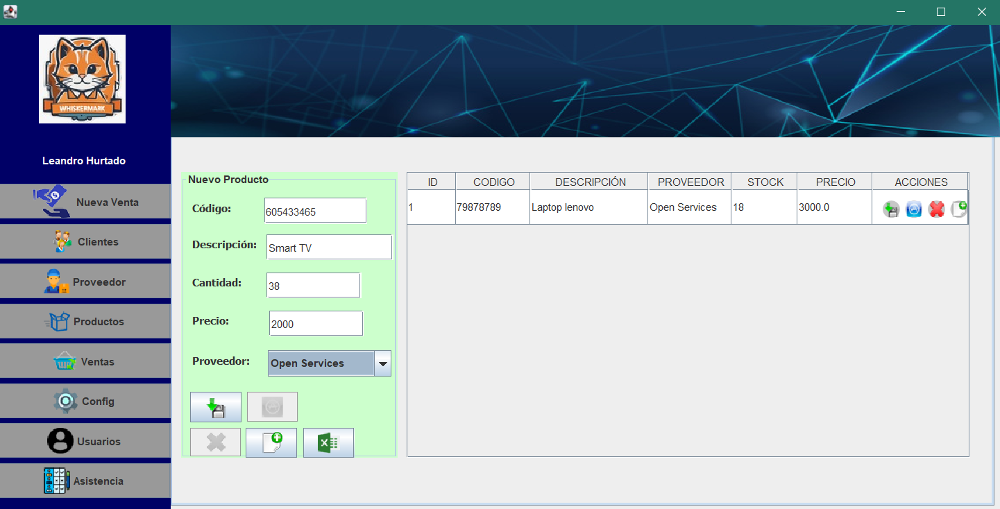 WHISKERMARK
Leandro Hurtado
Nueva Venta
Clientes
Proveedor
Productos
Ventas
Config
Usuarios
Asistencia
Nuevo Producto
Código: 605433465
Descripción: Smart TV
Cantidad: 38
Precio: 2000
Proveedor: Open Services
ID CODIGO DESCRIPCIÓN PROVEEDOR STOCK PRECIO ACCIONES
1 79878789 Laptop lenovo Open Services 18 3000.0